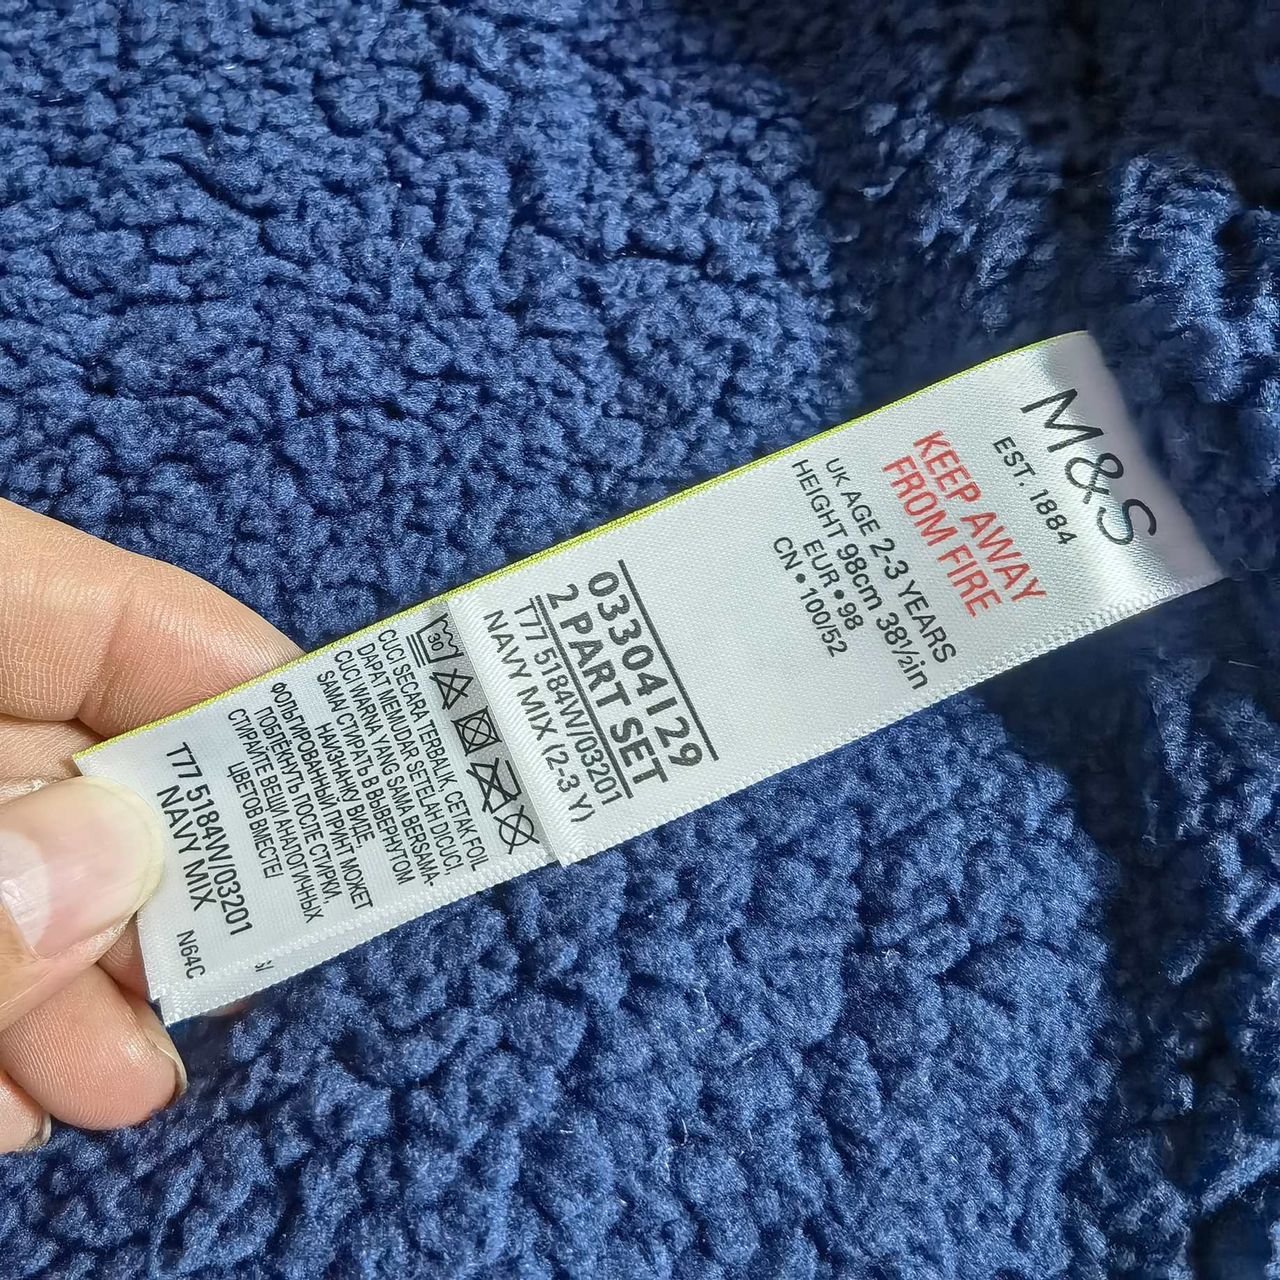 M&S
EST. 1884
KEEP AWAY
FROM FIRE
UK AGE 2-3 YEARS
HEIGHT 98cm 38½in
EUR • 98
CN • 100/52
03304129
2 PART SET
T77 5184W/03201
NAVY MIX (2-3 Y)
30
CUCI SECARA TERBALIK, CETAK FOIL
DAPAT MEMUDAR SETELAH DICUCI,
CUCI WARNA YANG SAMA BERSAMA-
SAMA/ СТИРАТЬ В ВЫВЕРНУТОМ
НАИЗНАНКУ ВИДЕ,
ФОЛЬГИРОВАННЫЙ ПРИНТ МОЖЕТ
ПОБЛЁКНУТЬ ПОСЛЕ СТИРКИ,
СТИРАЙТЕ ВЕЩИ АНАЛОГИЧНЫХ
ЦВЕТОВ ВМЕСТЕ/
T77 5184W/03201
NAVY MIX
N64C